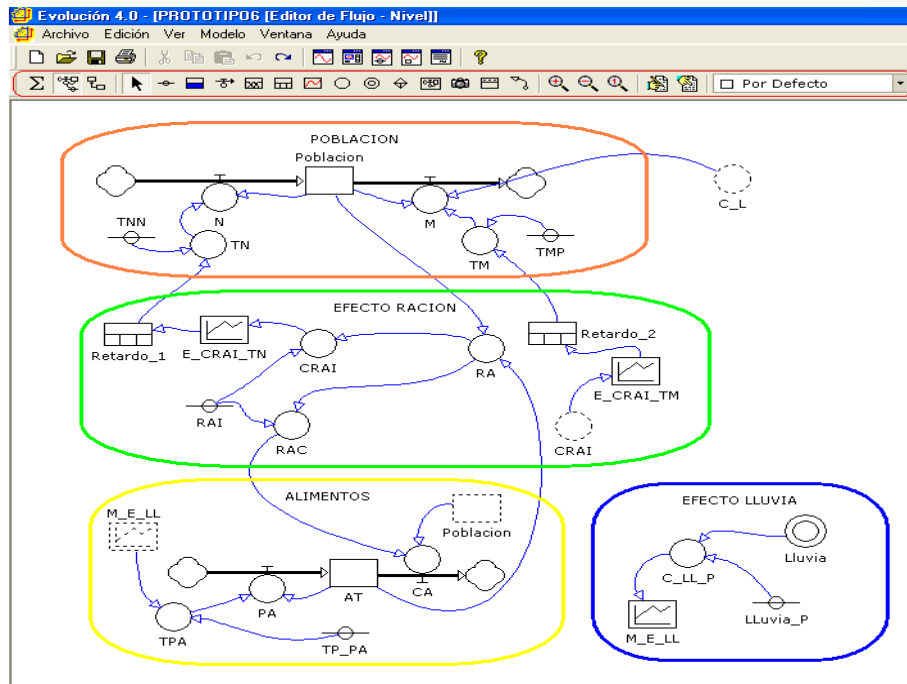 Evolución 4.0 - [PROTOTIPO6 [Editor de Flujo - Nivel]]
Archivo Edición Ver Modelo Ventana Ayuda
Por Defecto
POBLACION
Poblacion
C_L
N
M
TNN
TN
TM
TMP
EFECTO RACION
Retardo_1
E_CRAI_TN
CRAI
RA
Retardo_2
E_CRAI_TM
RAI
RAC
CRAI
ALIMENTOS
M_E_LL
Poblacion
PA
AT
CA
TPA
TP_PA
EFECTO LLUVIA
Lluvia
C_LL_P
LLuvia_P
M_E_LL